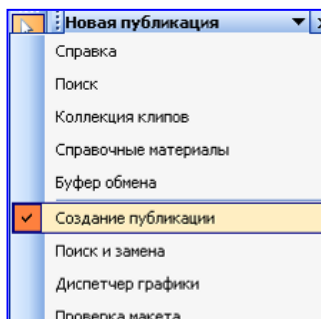 Новая публикация
Справка
Поиск
Коллекция клипов
Справочные материалы
Буфер обмена
Создание публикации
Поиск и замена
Диспетчер графики
Проверка макета